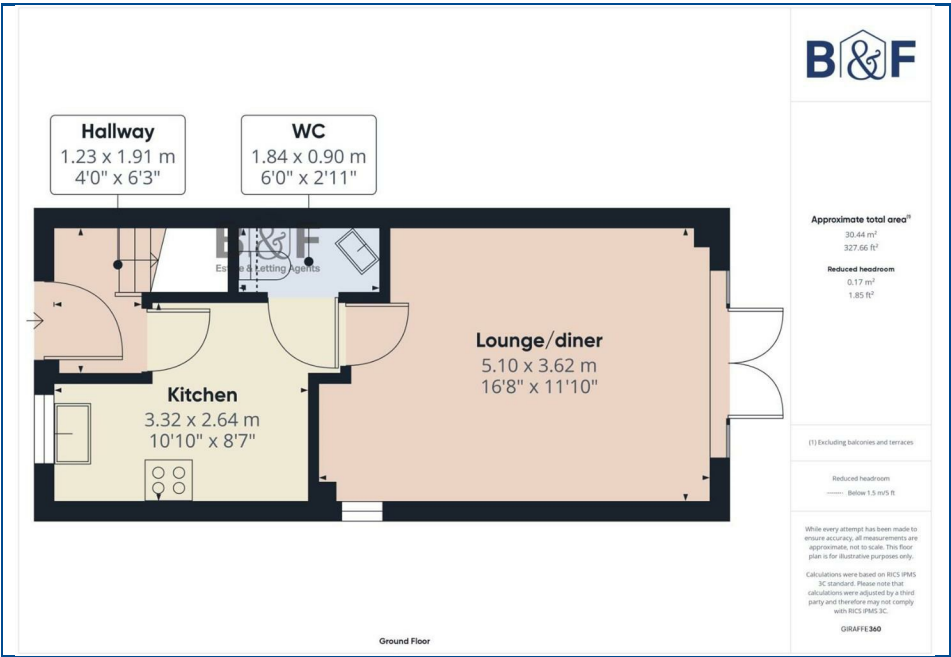 B&F
Hallway
1.23 x 1.91 m
4'0" x 6'3"
WC
1.84 x 0.90 m
6'0" x 2'11"
B&F
Estate & Letting Agents
Lounge/diner
5.10 x 3.62 m
16'8" x 11'10"
Kitchen
3.32 x 2.64 m
10'10" x 8'7"
Ground Floor
Approximate total area(1)
30.44 m²
327.66 ft²
Reduced headroom
0.17 m²
1.85 ft²
(1) Excluding balconies and terraces
Reduced headroom
Below 1.5 m/5 ft
While every attempt has been made to
ensure accuracy, all measurements are
approximate, not to scale. This floor
plan is for illustrative purposes only.
Calculations were based on RICS IPMS
3C standard. Please note that
calculations were adjusted by a third
party and therefore may not comply
with RICS IPMS 3C.
GIRAFFE360